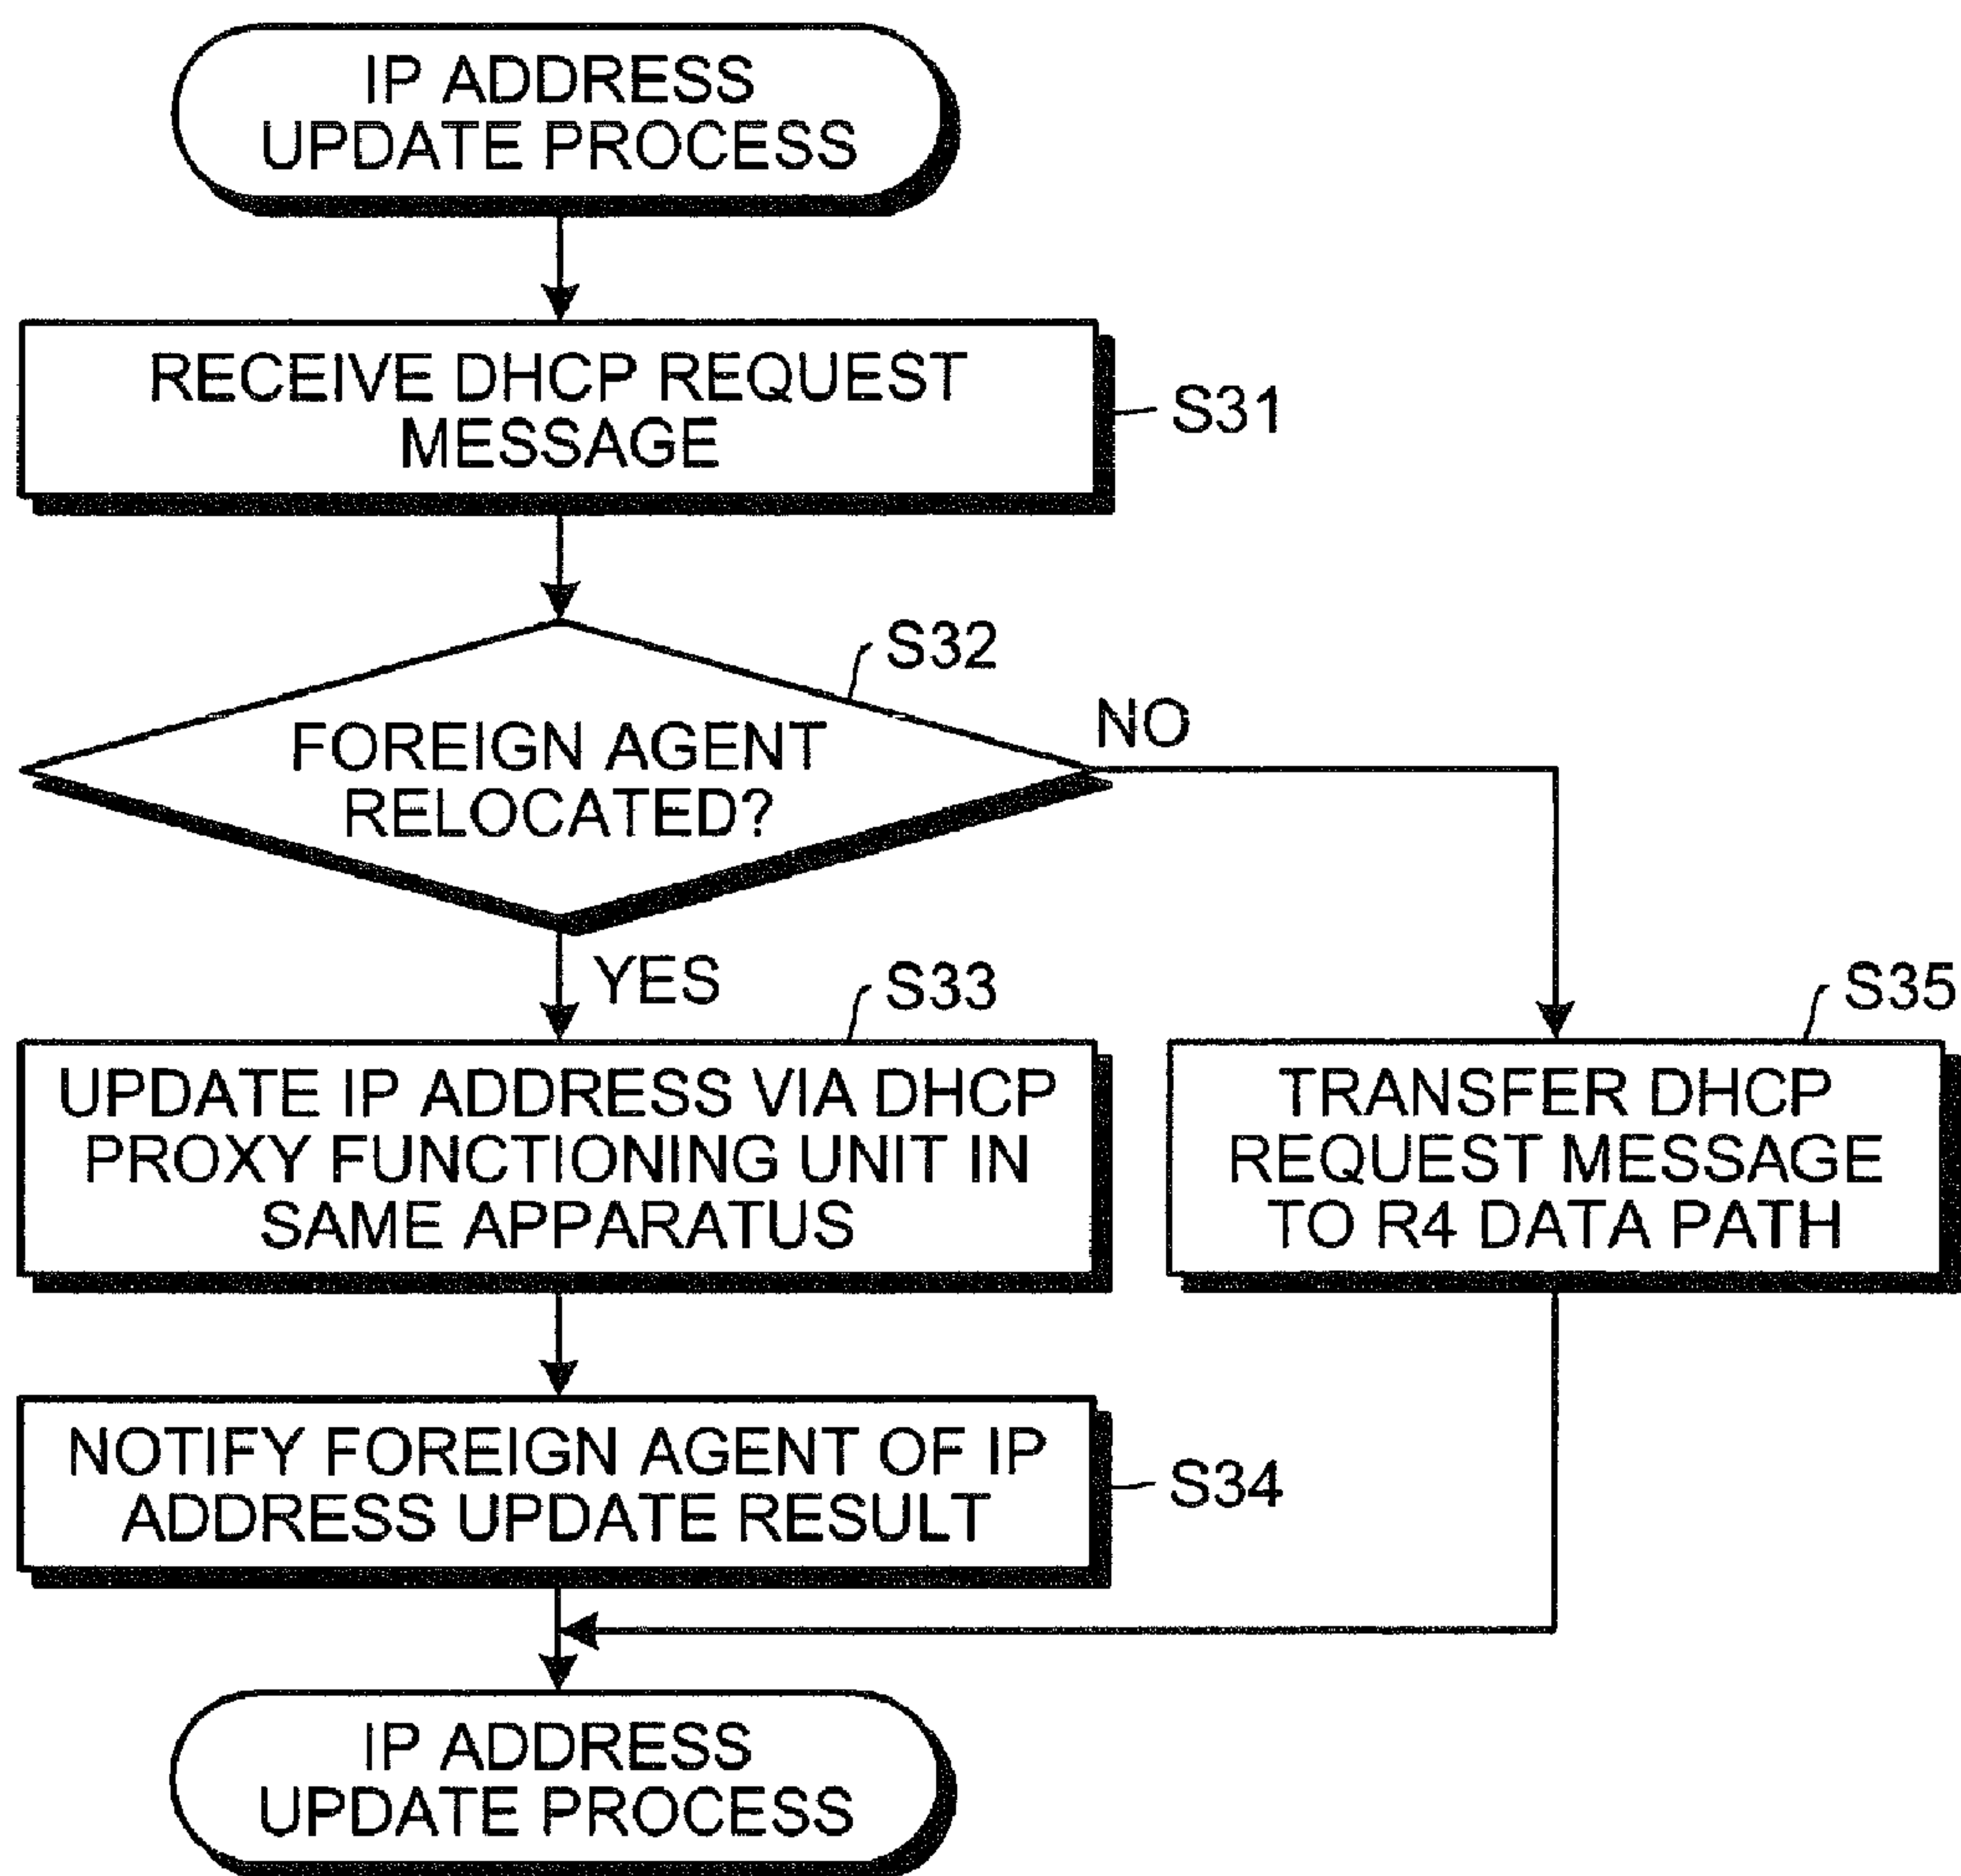 IP ADDRESS
UPDATE PROCESS
RECEIVE DHCP REQUEST
MESSAGE
S31
S32
FOREIGN AGENT
RELOCATED?
NO
YES
S33
UPDATE IP ADDRESS VIA DHCP
PROXY FUNCTIONING UNIT IN
SAME APPARATUS
S35
TRANSFER DHCP
REQUEST MESSAGE
TO R4 DATA PATH
NOTIFY FOREIGN AGENT OF IP
ADDRESS UPDATE RESULT
S34
IP ADDRESS
UPDATE PROCESS